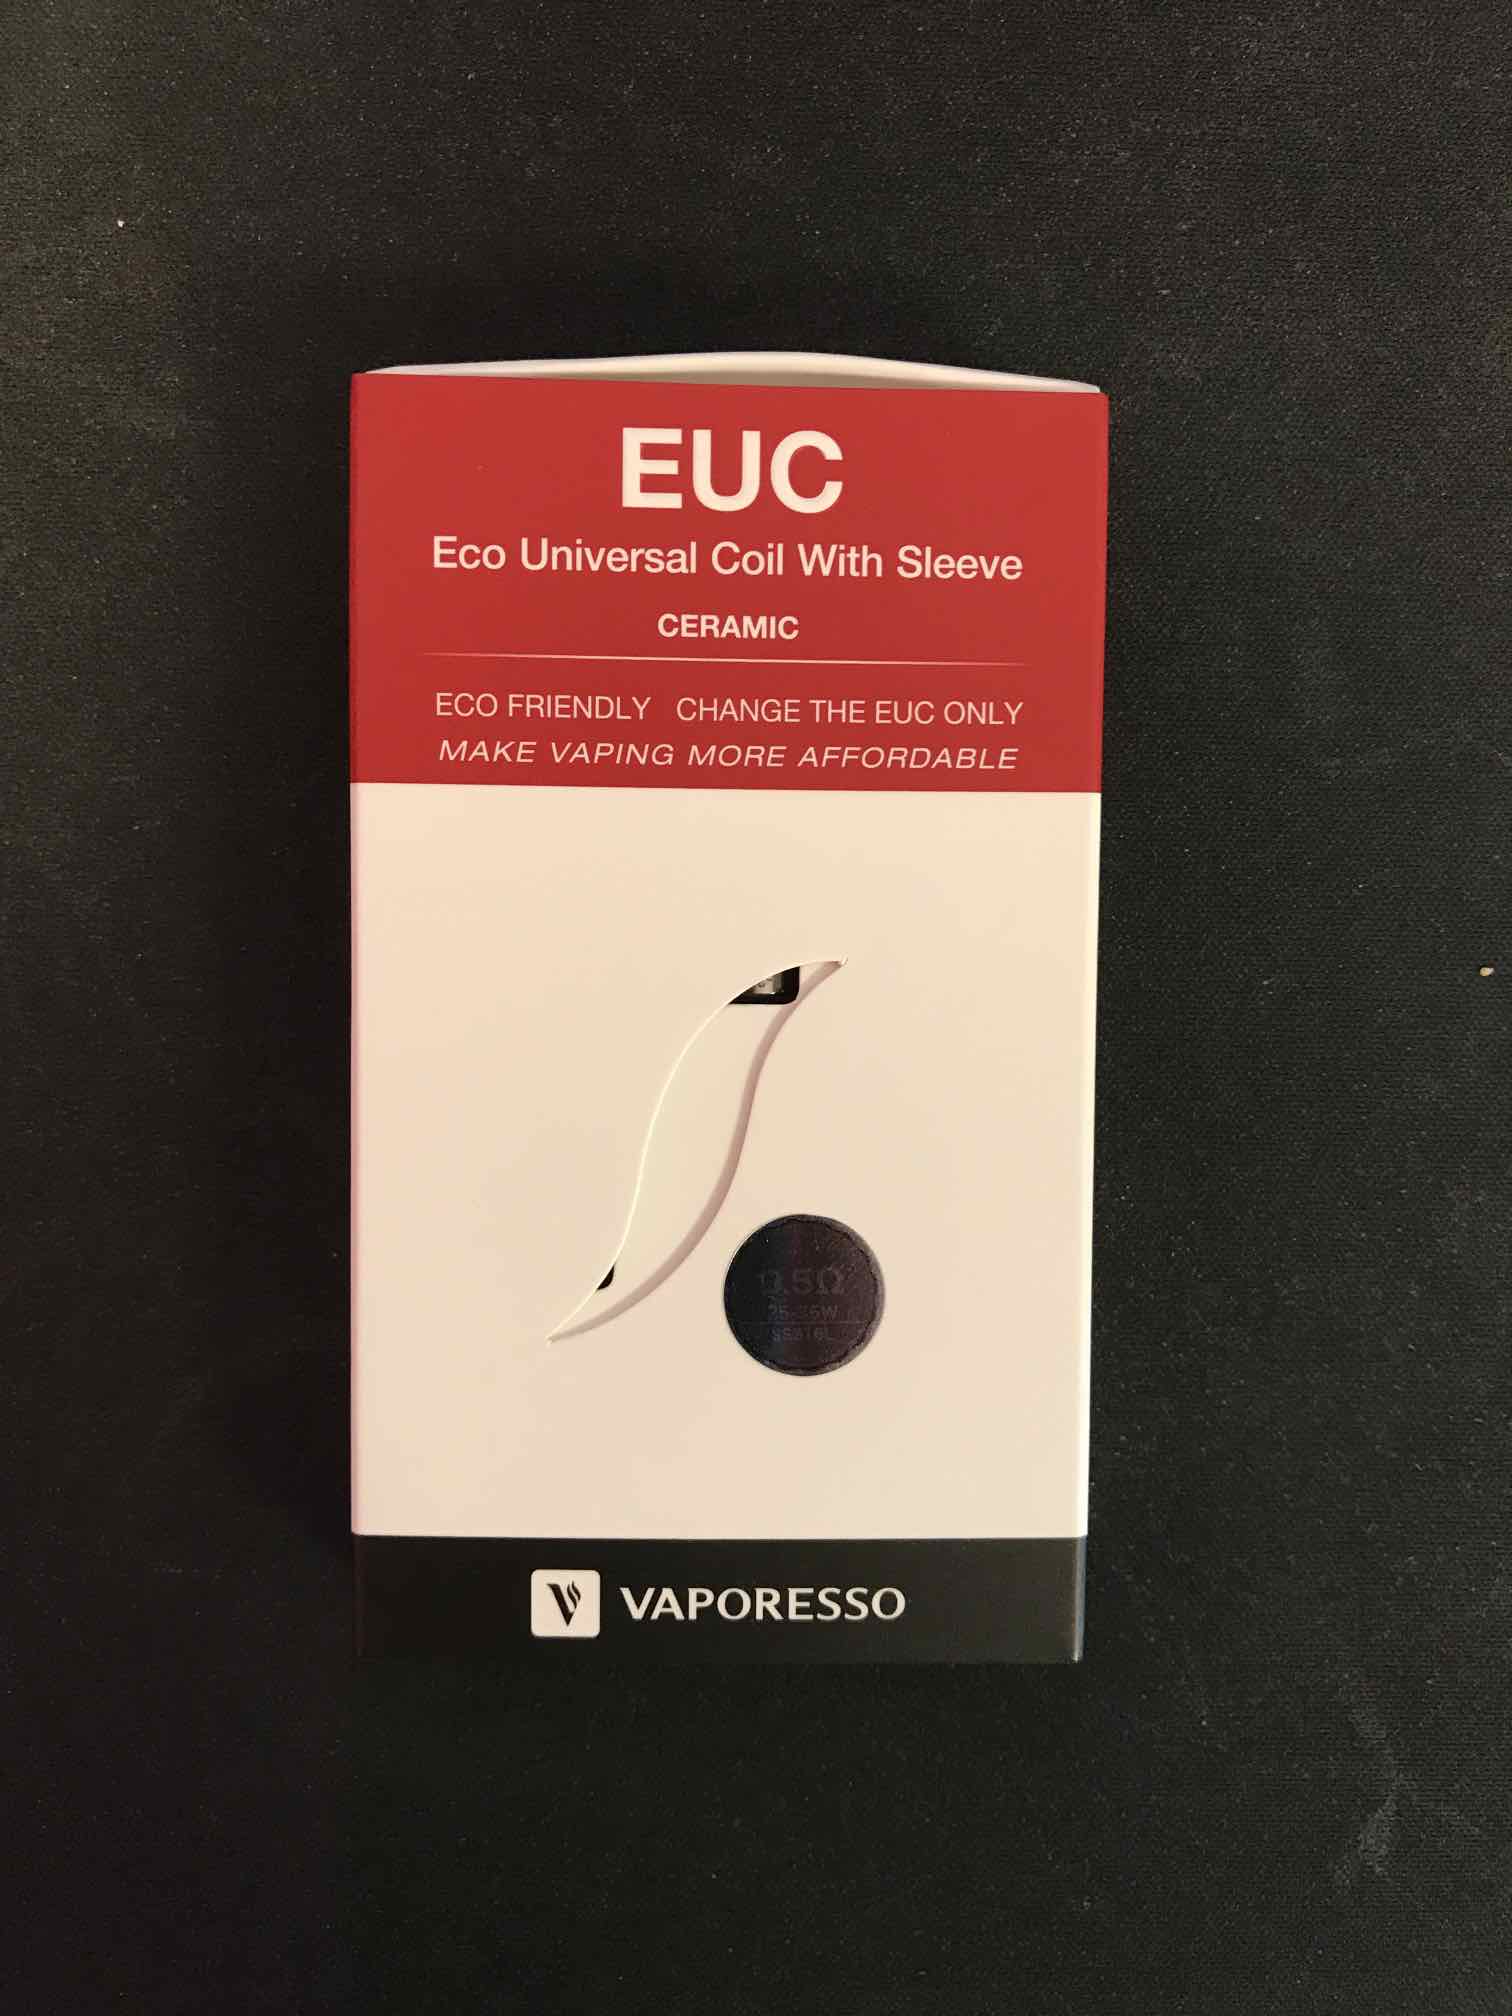 EUC
Eco Universal Coil With Sleeve
CERAMIC
ECO FRIENDLY CHANGE THE EUC ONLY
MAKE VAPING MORE AFFORDABLE
0.5Ω
SS316L
VAPORESSO